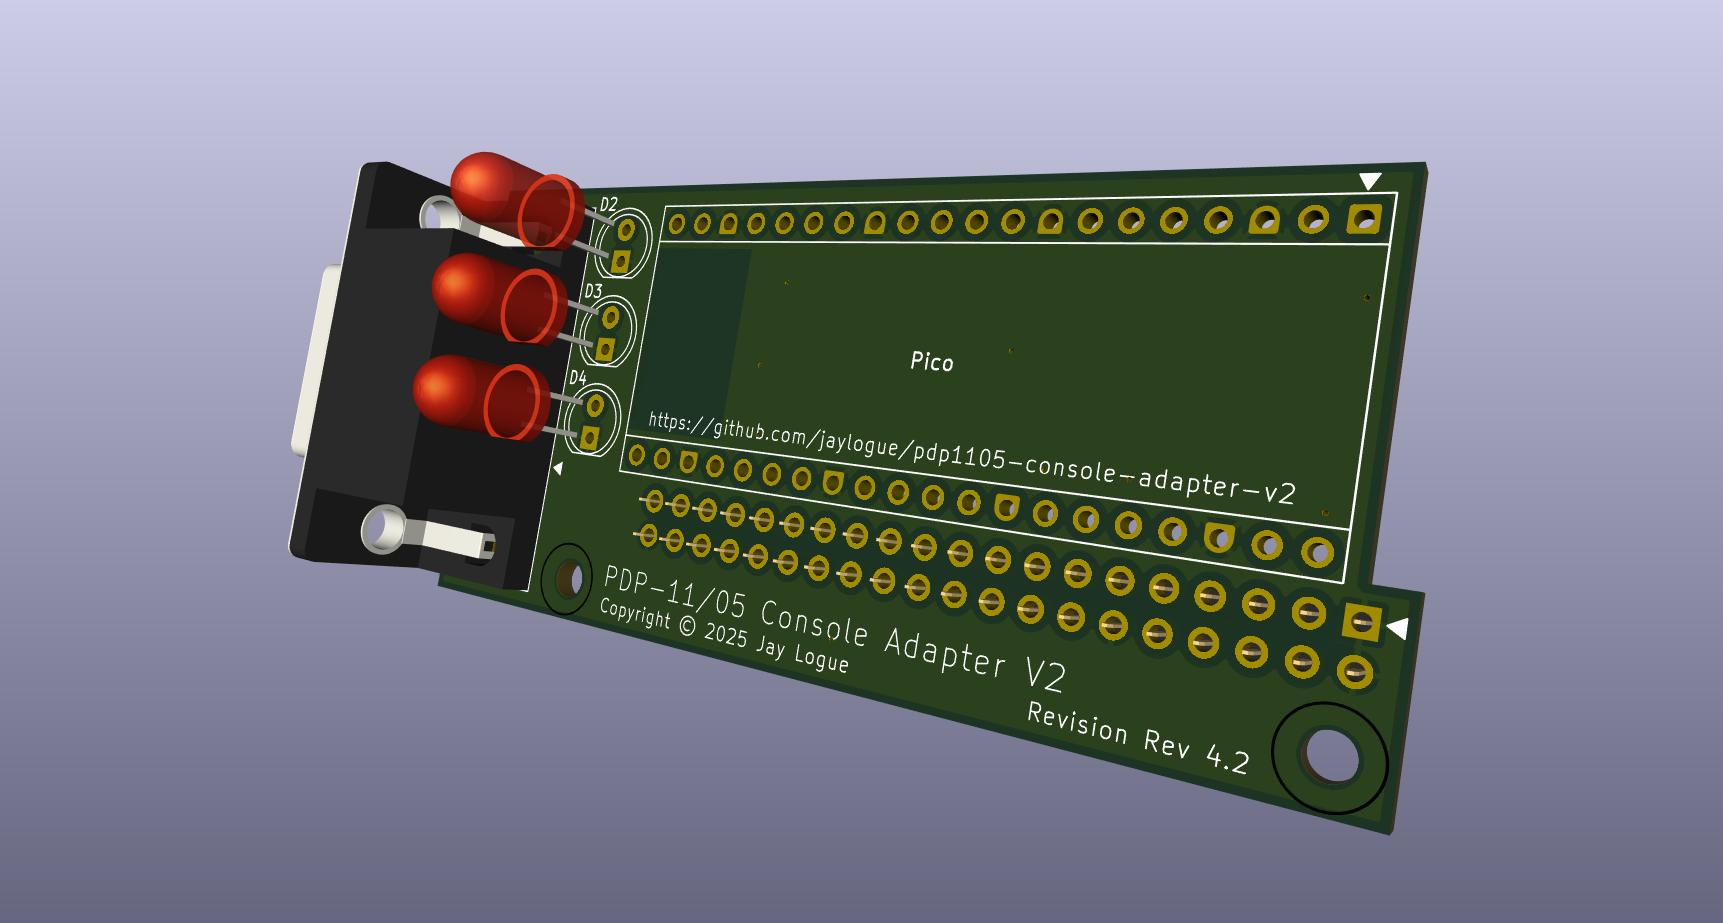 D2
D3
D4
Pico
https://github.com/jaylogue/pdp1105-console-adapter-v2
PDP-11/05 Console Adapter V2
Copyright © 2025 Jay Logue
Revision Rev 4.2